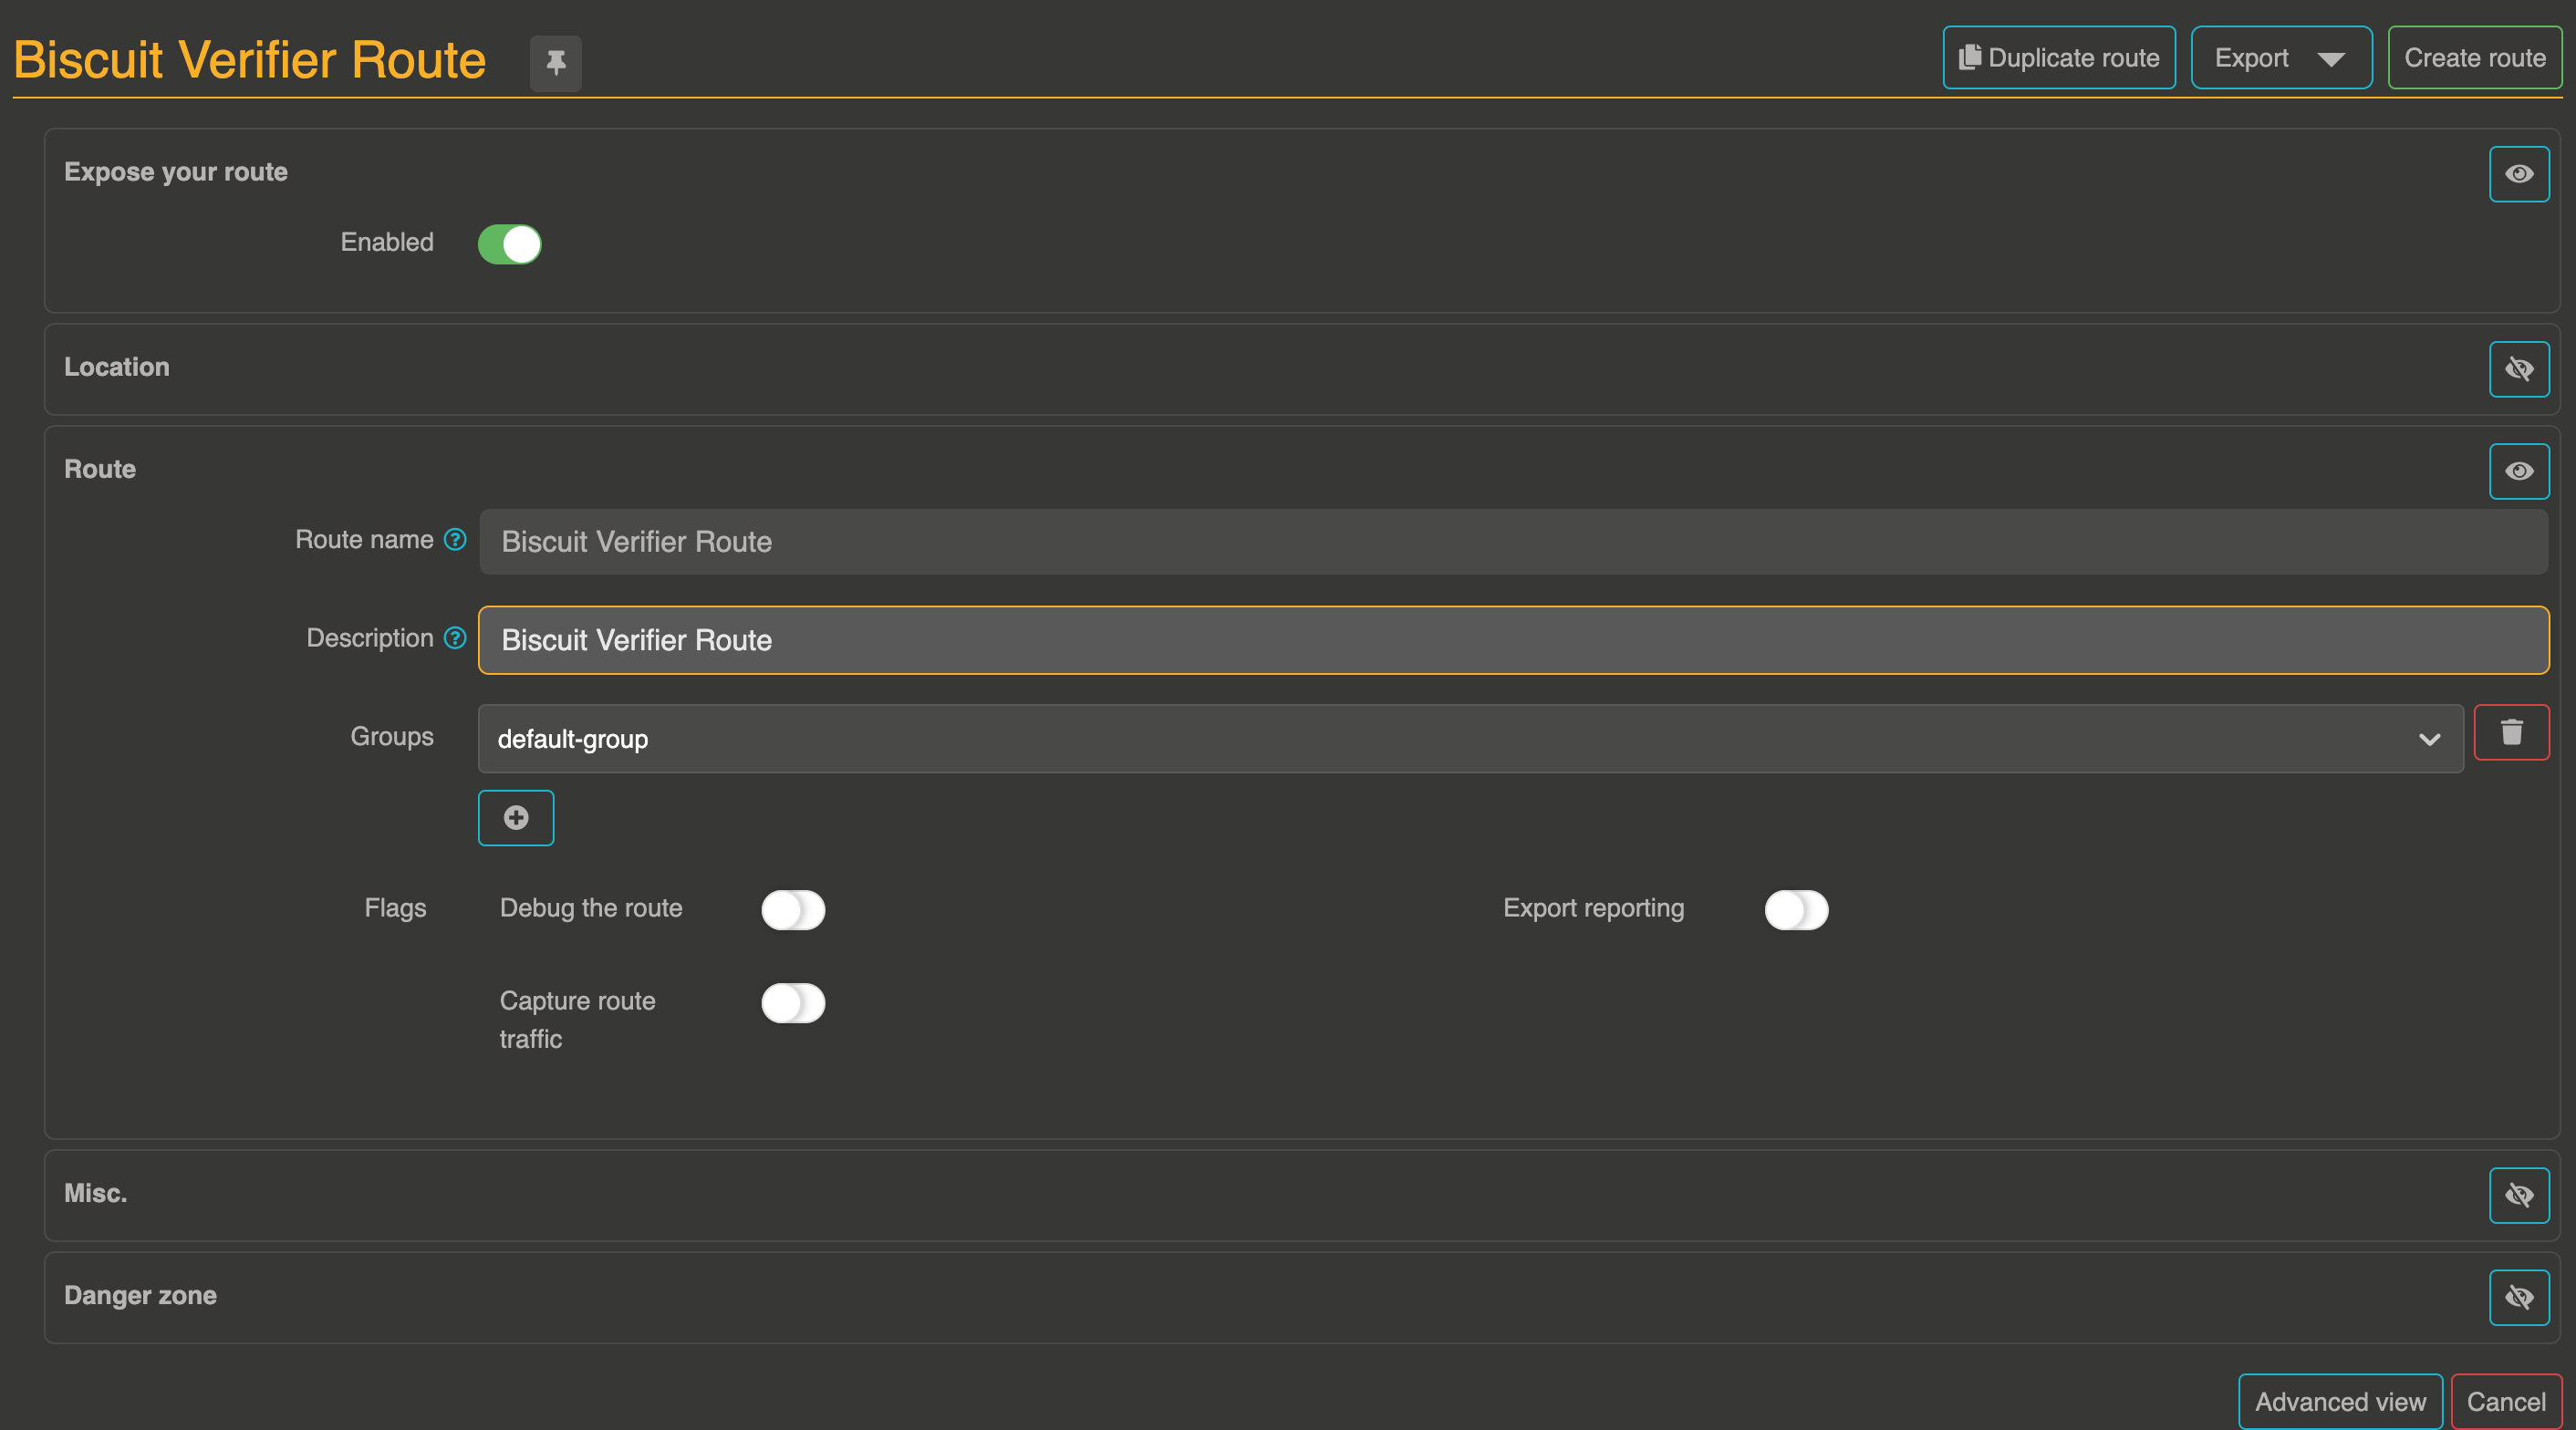 Biscuit Verifier Route
Duplicate route
Export
Create route
Expose your route
Enabled
Location
Route
Route name
Biscuit Verifier Route
Description
Biscuit Verifier Route
Groups
default-group
Flags
Debug the route
Export reporting
Capture route
traffic
Misc.
Danger zone
Advanced view
Cancel